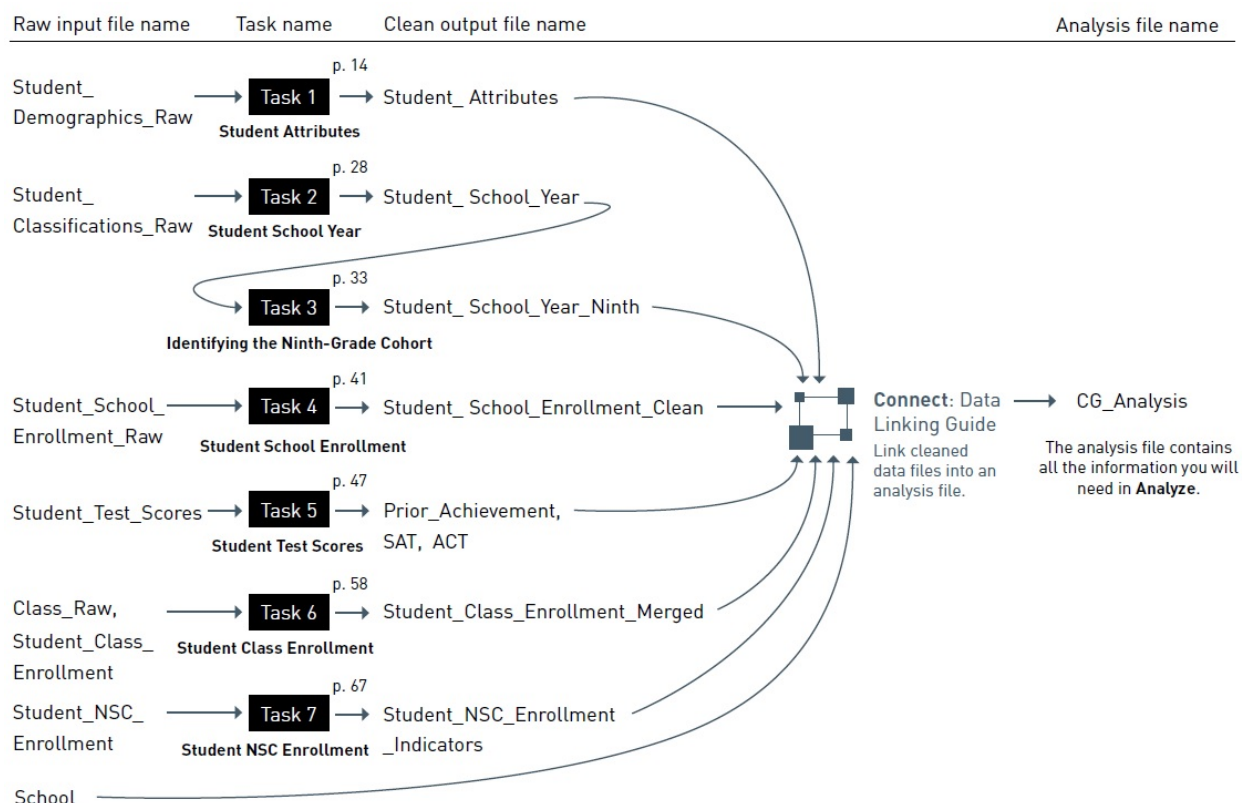 Raw input file name Task name Clean output file name Analysis file name
p. 14
Student_
Demographics_Raw
Task 1
Student_ Attributes
Student Attributes
p. 28
Student_
Classifications_Raw
Task 2
Student_ School_Year
Student School Year
p. 33
Task 3
Student_ School_Year_Ninth
Identifying the Ninth-Grade Cohort
p. 41
Student_School_
Enrollment_Raw
Task 4
Student_ School_Enrollment_Clean
Student School Enrollment
p. 47
Student_Test_Scores
Task 5
Prior_Achievement,
SAT, ACT
Student Test Scores
p. 58
Class_Raw,
Student_Class_
Enrollment
Task 6
Student_Class_Enrollment_Merged
Student Class Enrollment
p. 67
Student_NSC_
Enrollment
Task 7
Student_NSC_Enrollment
_Indicators
Student NSC Enrollment
School
Connect: Data
Linking Guide
Link cleaned
data files into an
analysis file.
CG_Analysis
The analysis file contains
all the information you will
need in Analyze.